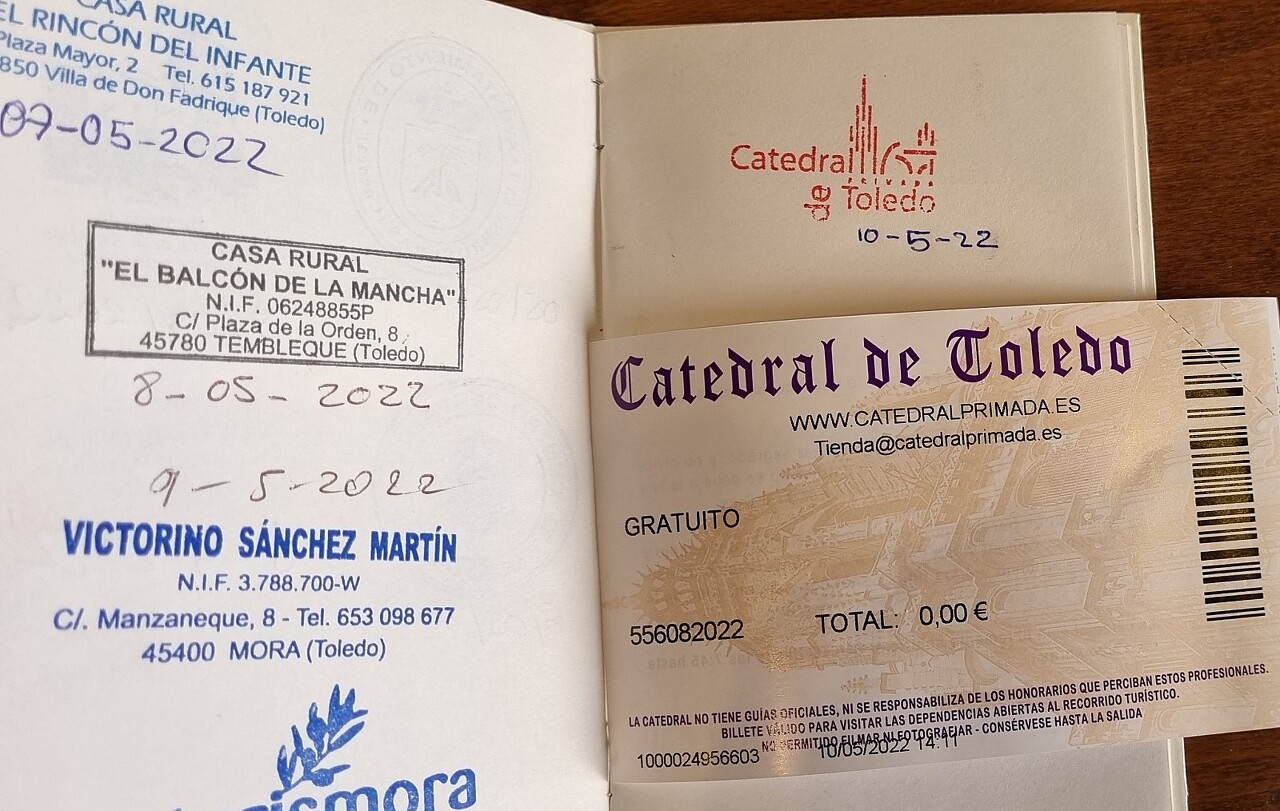 CASA RURAL
EL RINCÓN DEL INFANTE
Plaza Mayor, 2 Tel. 615 187 921
850 Villa de Don Fadrique (Toledo)
07-05-2022
CASA RURAL
"EL BALCÓN DE LA MANCHA"
N.I.F. 06248855P
C/ Plaza de la Orden, 8
45780 TEMBLEQUE (Toledo)
8-05-2022
9-5-2022
VICTORINO SÁNCHEZ MARTÍN
N.I.F. 3.788.700-W
C/. Manzaneque, 8 - Tel. 653 098 677
45400 MORA (Toledo)
Catedral
PRIMADA
de Toledo
10-5-22
Catedral de Toledo
WWW.CATEDRALPRIMADA.ES
Tienda@catedralprimada.es
GRATUITO
556082022 TOTAL: 0,00 €
LA CATEDRAL NO TIENE GUÍAS OFICIALES, NI SE RESPONSABILIZA DE LOS HONORARIOS QUE PERCIBAN ESTOS PROFESIONALES.
BILLETE VÁLIDO PARA VISITAR LAS DEPENDENCIAS ABIERTAS AL RECORRIDO TURÍSTICO.
NO PERMITIDO FILMAR NI FOTOGRAFIAR - CONSÉRVESE HASTA LA SALIDA
1000024956603 10/05/2022 14:11